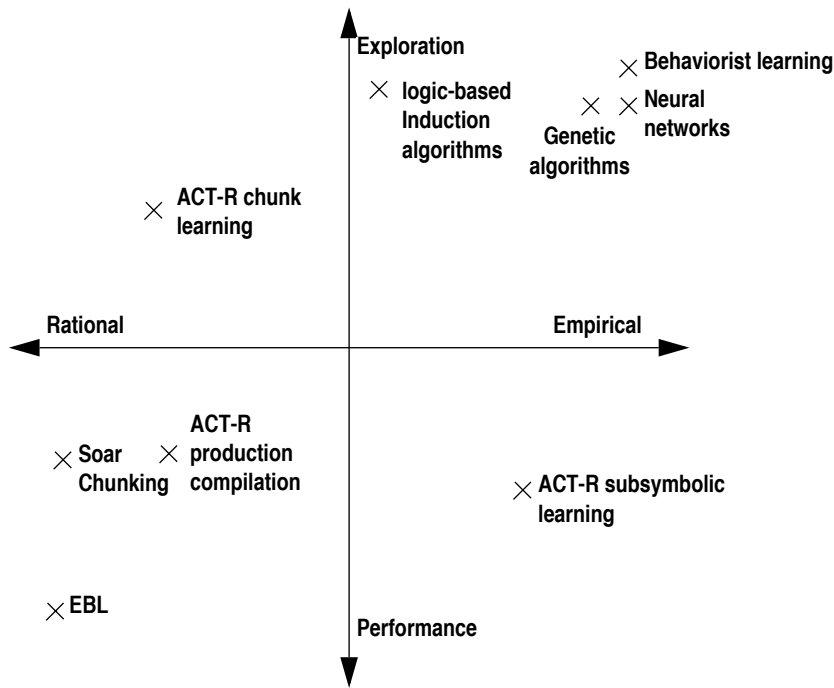 Exploration
Behaviorist learning
logic-based
Induction
algorithms
Neural
networks
Genetic
algorithms
ACT-R chunk
learning
Rational
Empirical
ACT-R
production
compilation
Soar
Chunking
ACT-R subsymbolic
learning
EBL
Performance